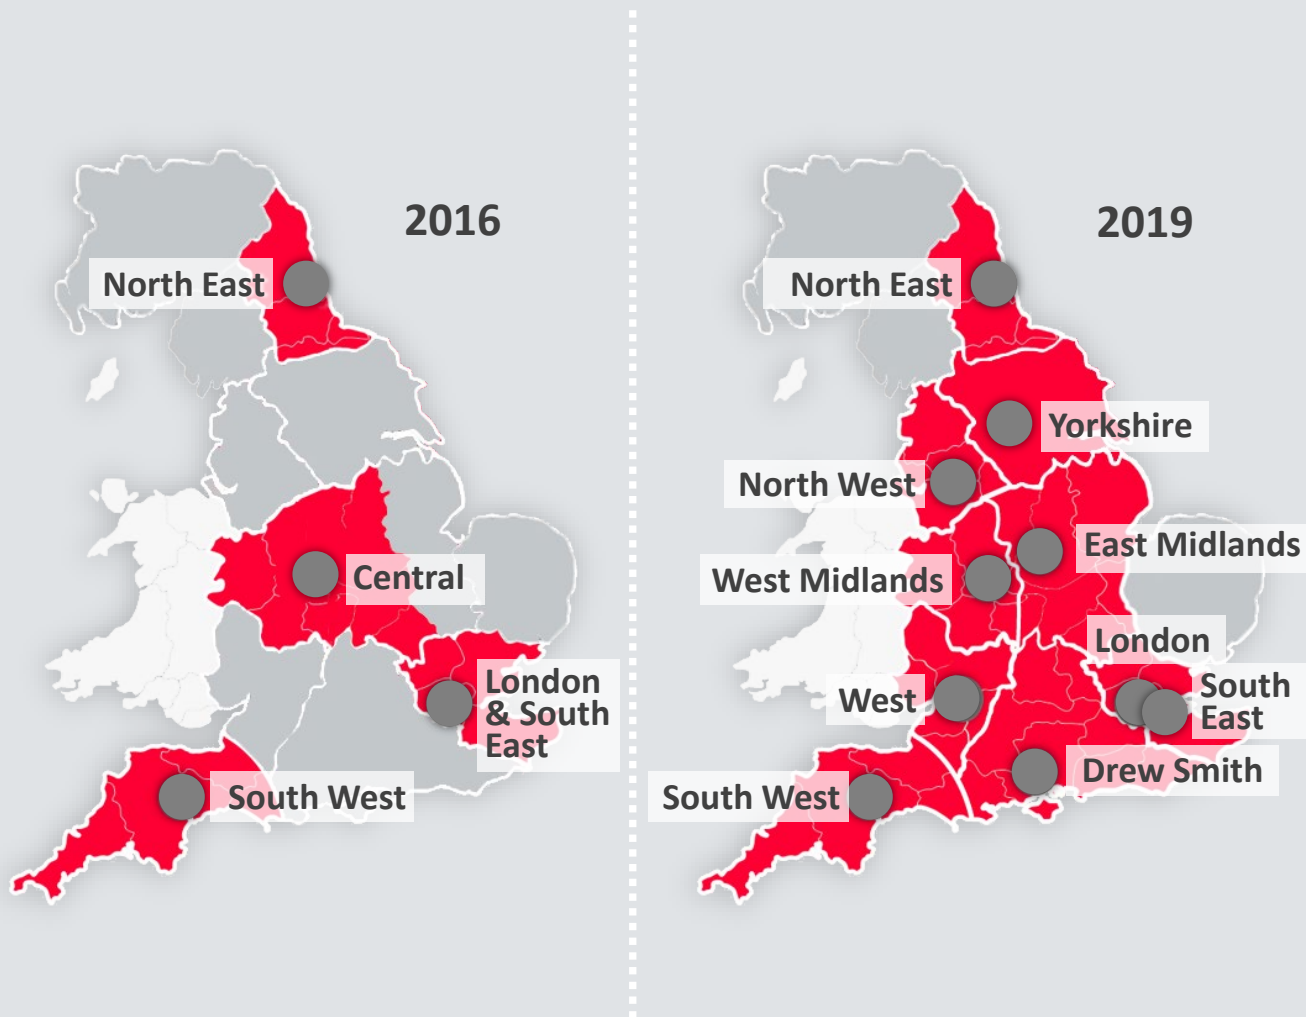 2016
North East
Central
London
& South
East
South West
2019
North East
Yorkshire
North West
East Midlands
West Midlands
London
South
East
West
Drew Smith
South West